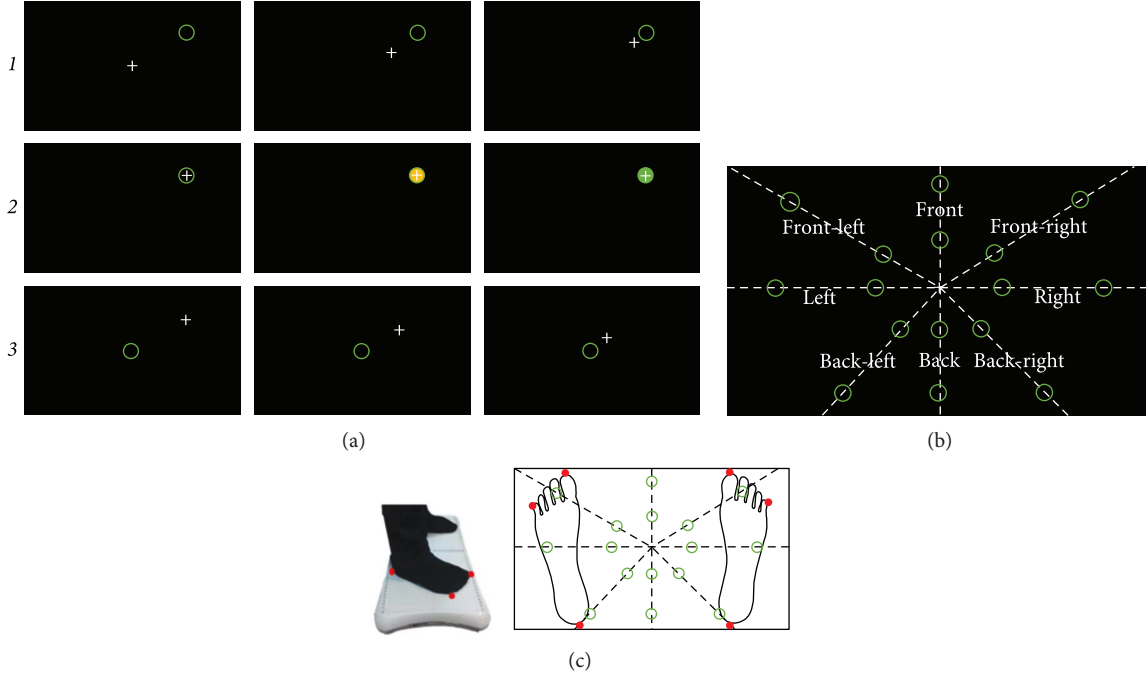 1
2
3
(a)
Front
Front-left
Front-right
Left
Right
Back-left
Back
Back-right
(b)
(c)